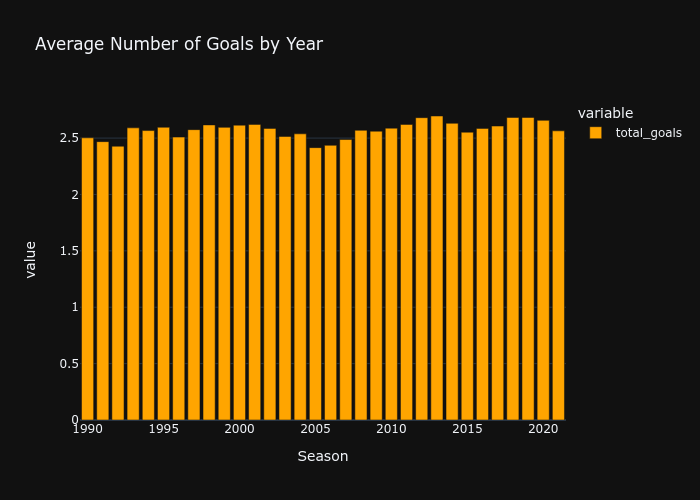 Average Number of Goals by Year
variable
total_goals
2.5
2
1.5
1
0.5
0
value
1990 1995 2000 2005 2010 2015 2020
Season